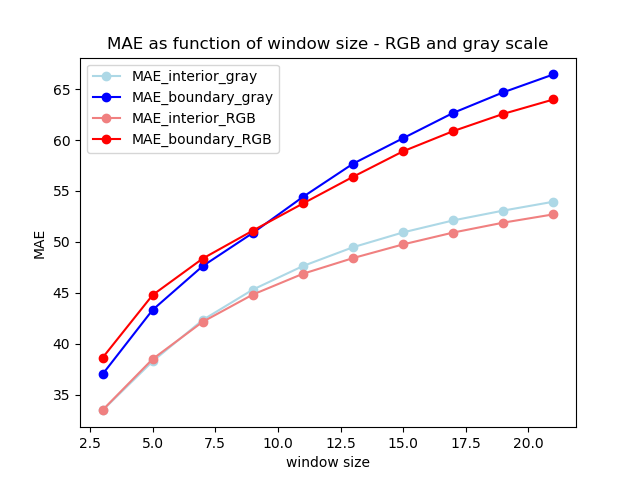 MAE as function of window size - RGB and gray scale
MAE_interior_gray
MAE_boundary_gray
MAE_interior_RGB
MAE_boundary_RGB
65
60
55
50
45
40
35
MAE
2.5 5.0 7.5 10.0 12.5 15.0 17.5 20.0
window size